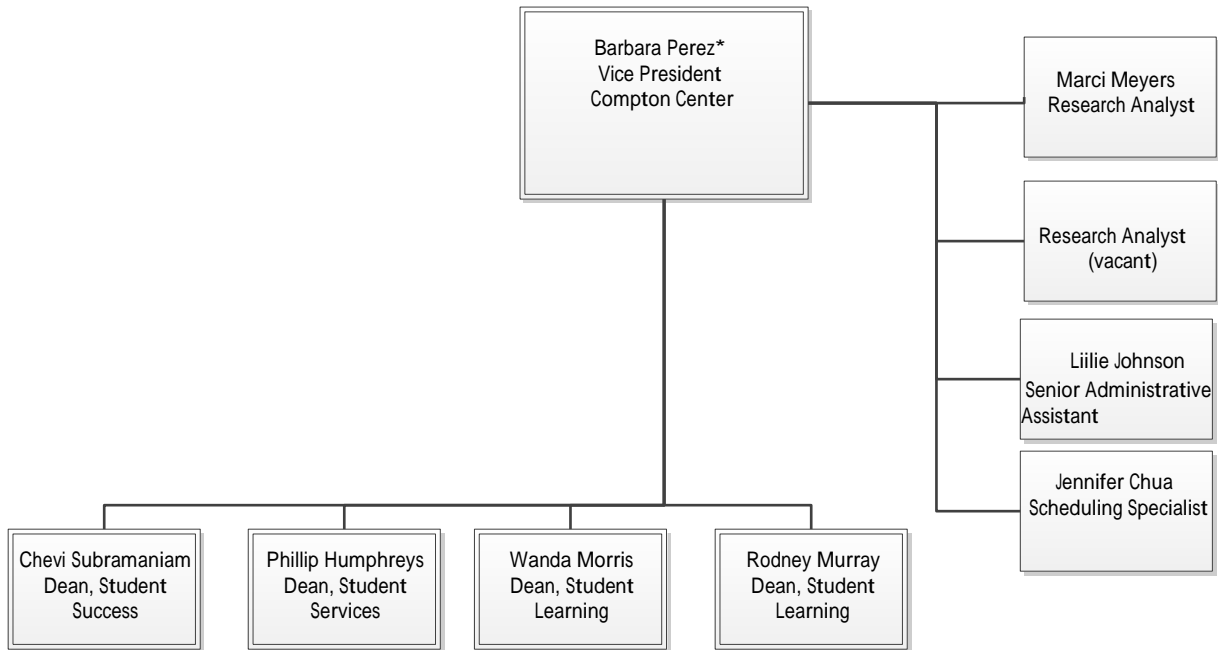 Barbara Perez*
Vice President
Compton Center
Marci Meyers
Research Analyst
Research Analyst
(vacant)
Liilie Johnson
Senior Administrative
Assistant
Jennifer Chua
Scheduling Specialist
Chevi Subramaniam
Dean, Student
Success
Phillip Humphreys
Dean, Student
Services
Wanda Morris
Dean, Student
Learning
Rodney Murray
Dean, Student
Learning